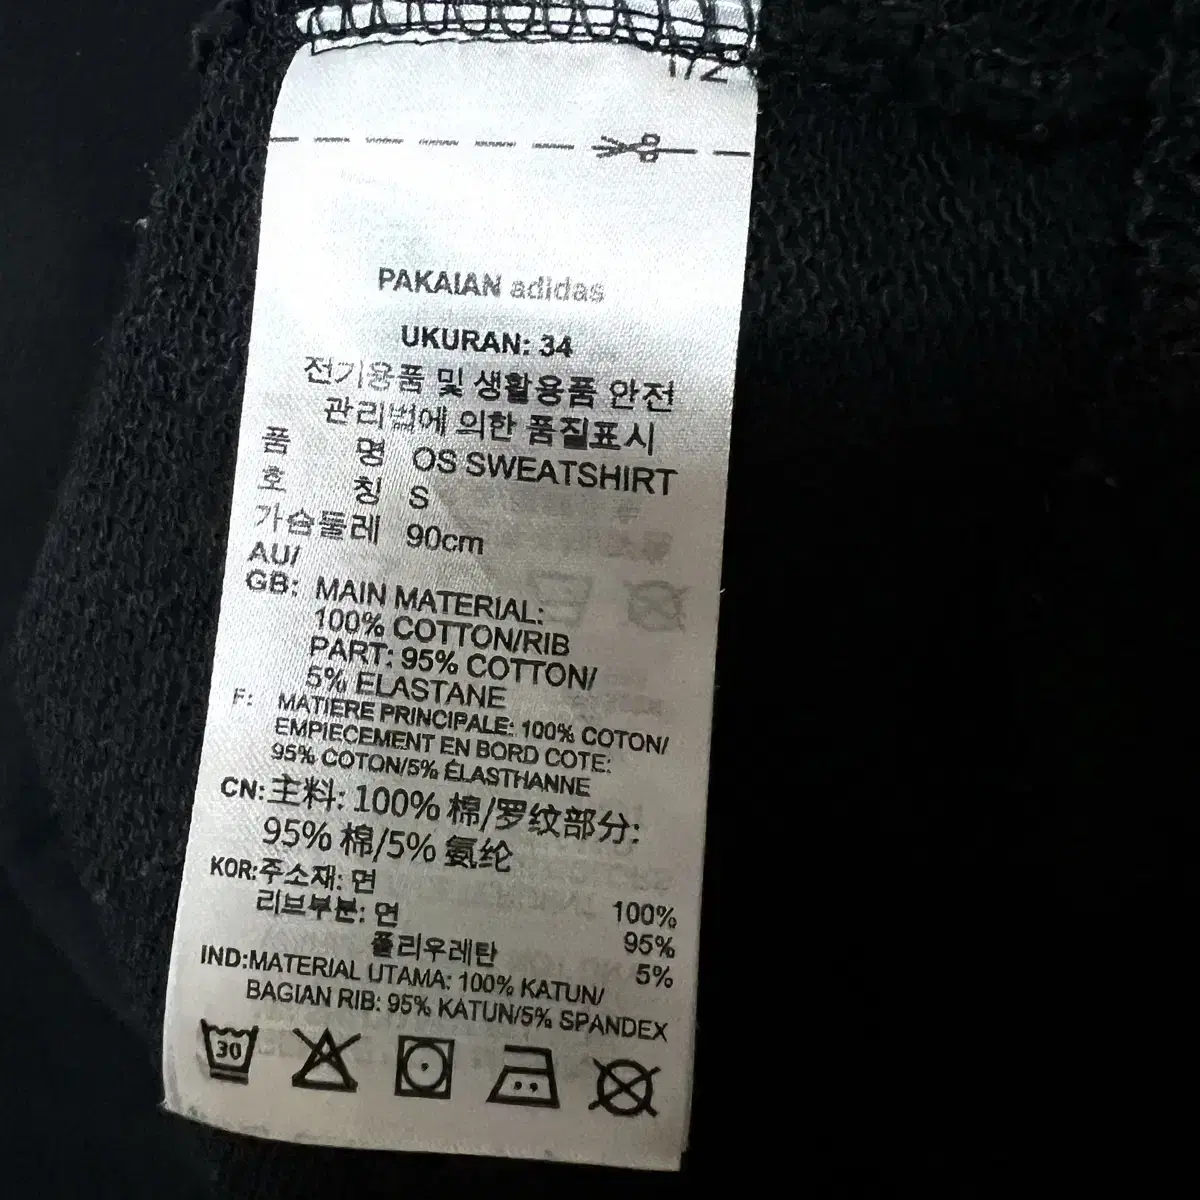 1/2
PAKAIAN adidas
UKURAN: 34
전기용품 및 생활용품 안전
관리법에 의한 품질표시
품 명 OS SWEATSHIRT
호 칭 S
가슴둘레 90cm
AU/
GB: MAIN MATERIAL:
100% COTTON/RIB
PART: 95% COTTON/
5% ELASTANE
F: MATIERE PRINCIPALE: 100% COTON/
EMPIECEMENT EN BORD COTE:
95% COTON/5% ÉLASTHANNE
CN:主料: 100% 棉/罗纹部分:
95% 棉/5% 氨纶
KOR:주소재: 면 100%
리브부분: 면 95%
폴리우레탄 5%
IND:MATERIAL UTAMA: 100% KATUN/
BAGIAN RIB: 95% KATUN/5% SPANDEX
30